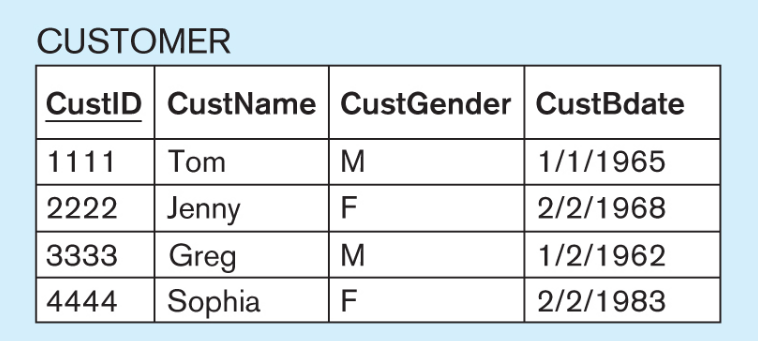 CUSTOMER
CustID CustName CustGender CustBdate
1111 Tom M 1/1/1965
2222 Jenny F 2/2/1968
3333 Greg M 1/2/1962
4444 Sophia F 2/2/1983